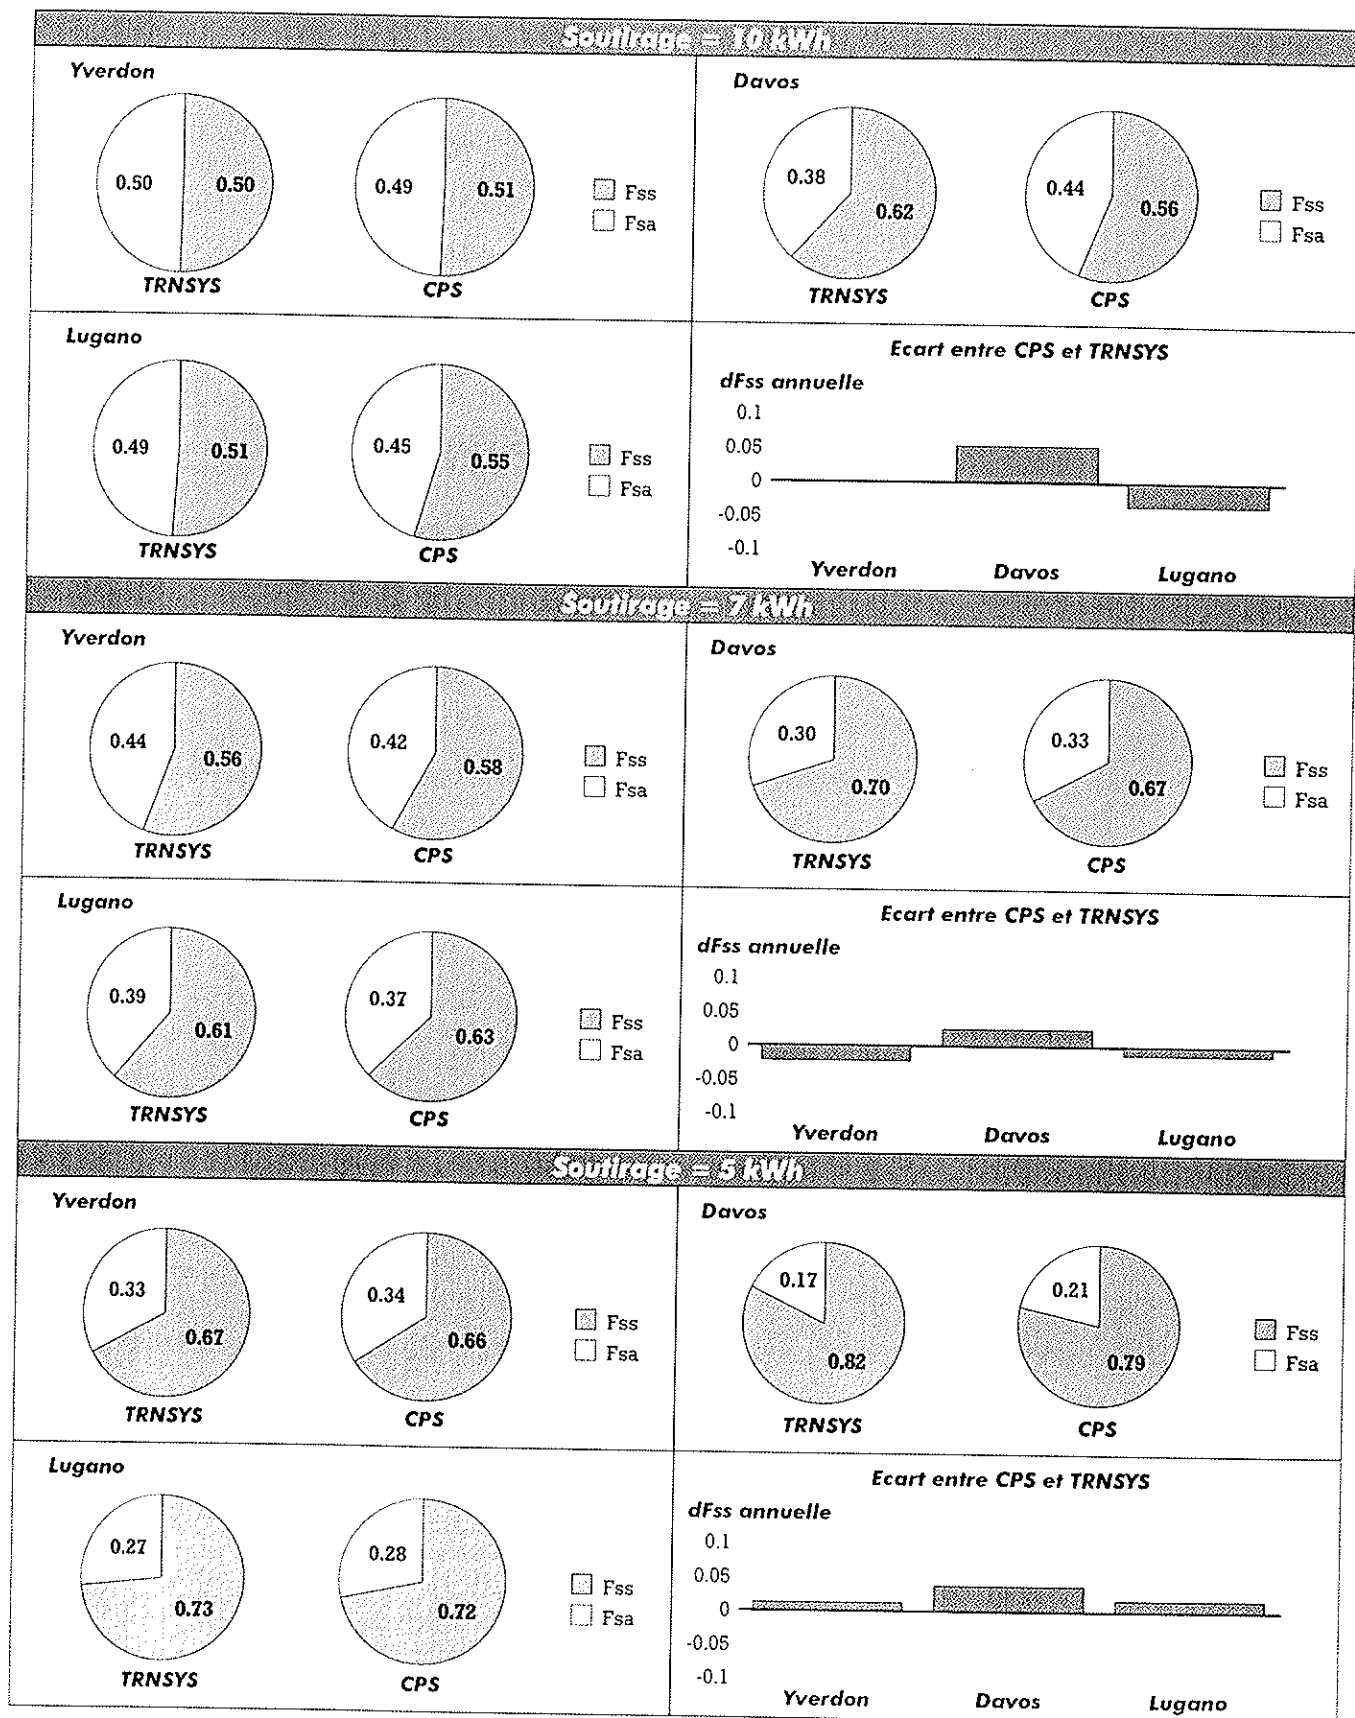 Soutirage = 10 kWh
Yverdon
0.50
0.50
TRNSYS
0.49
0.51
CPS
Fss
Fsa
Davos
0.38
0.62
TRNSYS
0.44
0.56
CPS
Fss
Fsa
Lugano
0.49
0.51
TRNSYS
0.45
0.55
CPS
Fss
Fsa
Ecart entre CPS et TRNSYS
dFss annuelle
0.1
0.05
0
-0.05
-0.1
Yverdon Davos Lugano
Soutirage = 7 kWh
Yverdon
0.44
0.56
TRNSYS
0.42
0.58
CPS
Fss
Fsa
Davos
0.30
0.70
TRNSYS
0.33
0.67
CPS
Fss
Fsa
Lugano
0.39
0.61
TRNSYS
0.37
0.63
CPS
Fss
Fsa
Ecart entre CPS et TRNSYS
dFss annuelle
0.1
0.05
0
-0.05
-0.1
Yverdon Davos Lugano
Soutirage = 5 kWh
Yverdon
0.33
0.67
TRNSYS
0.34
0.66
CPS
Fss
Fsa
Davos
0.17
0.82
TRNSYS
0.21
0.79
CPS
Fss
Fsa
Lugano
0.27
0.73
TRNSYS
0.28
0.72
CPS
Fss
Fsa
Ecart entre CPS et TRNSYS
dFss annuelle
0.1
0.05
0
-0.05
-0.1
Yverdon Davos Lugano